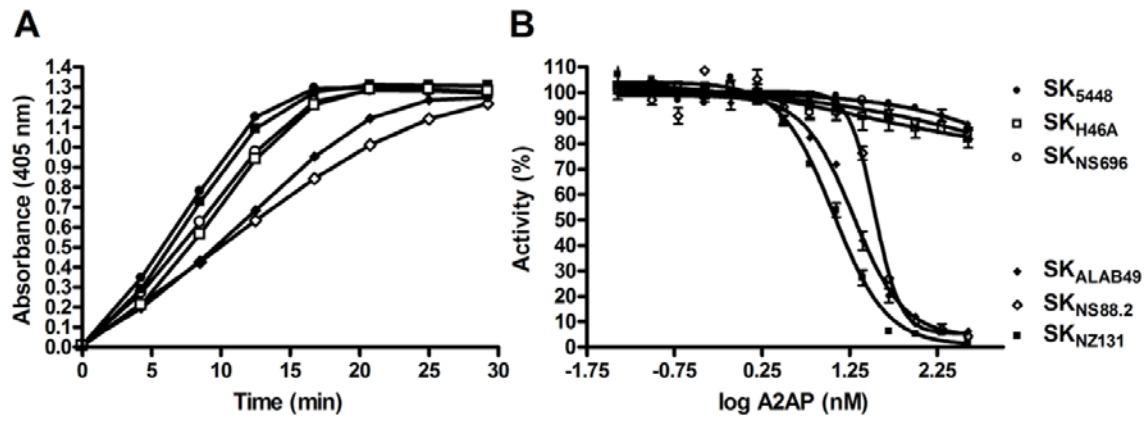 A
B
Absorbance (405 nm)
1.4
1.3
1.2
1.1
1.0
0.9
0.8
0.7
0.6
0.5
0.4
0.3
0.2
0.1
0.0
0 5 10 15 20 25 30
Time (min)
Activity (%)
110
100
90
80
70
60
50
40
30
20
10
0
-1.75 -0.75 0.25 1.25 2.25
log A2AP (nM)
SK5448
SKH46A
SKNS696
SKALAB49
SKNS88.2
SKNZ131